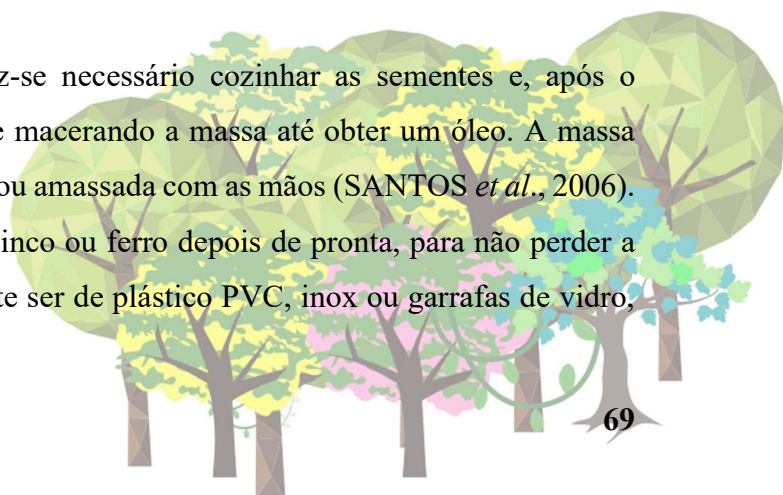 z-se necessário cozinhar as sementes e, após o
e macerando a massa até obter um óleo. A massa
ou amassada com as mãos (SANTOS et al., 2006).
inco ou ferro depois de pronta, para não perder a
te ser de plástico PVC, inox ou garrafas de vidro,
69